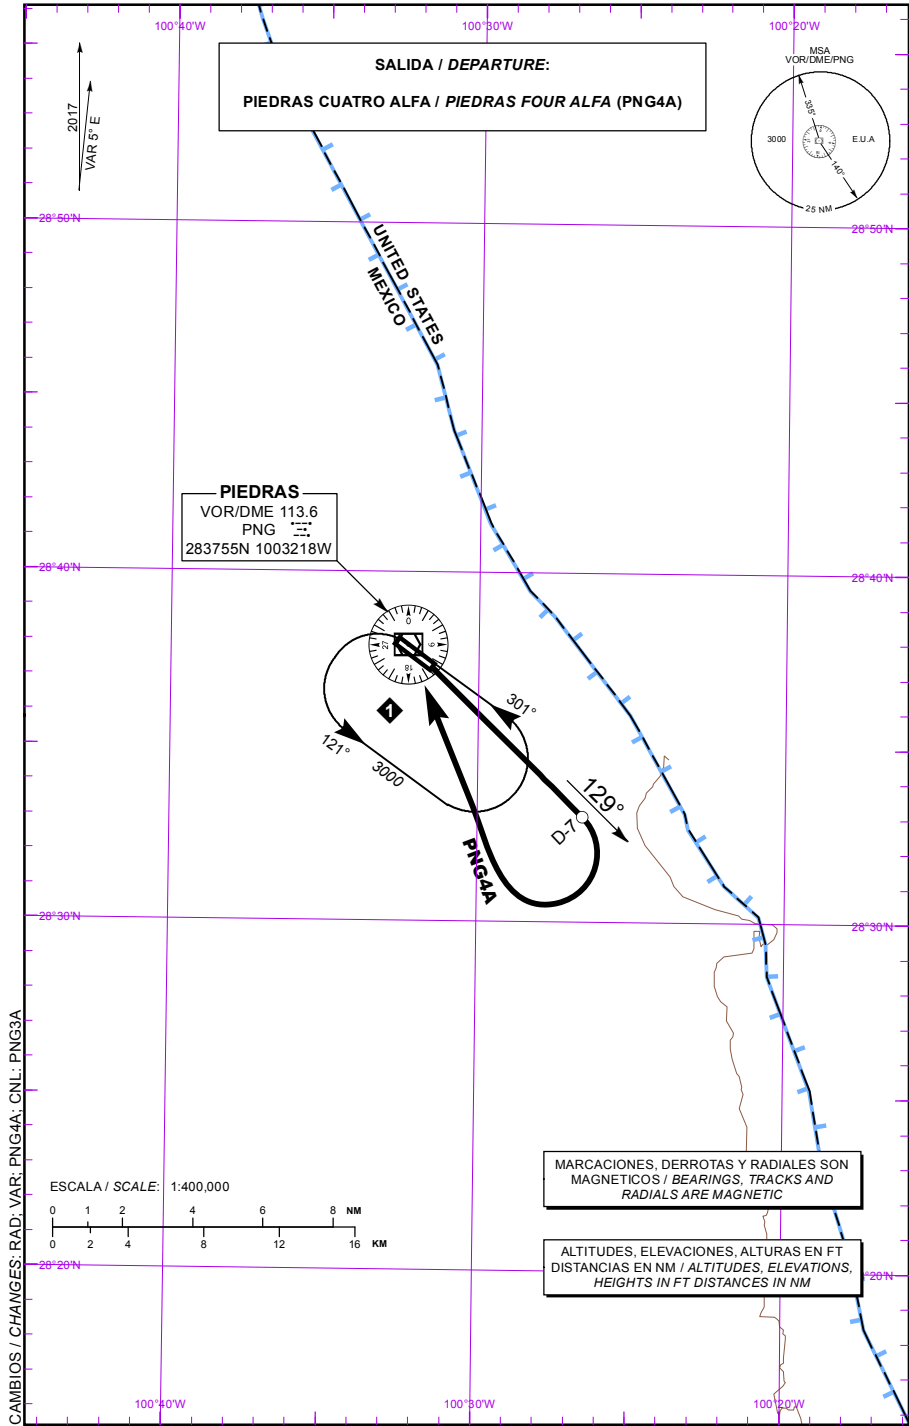 100°40'W
100°30'W
100°20'W
SALIDA / DEPARTURE:
PIEDRAS CUATRO ALFA / PIEDRAS FOUR ALFA (PNG4A)
2017
VAR 5° E
MSA
VOR/DME/PNG
335°
3000
E.U.A
140°
25 NM
28°50'N
28°50'N
UNITED STATES
MEXICO
PIEDRAS
VOR/DME 113.6
PNG
283755N 1003218W
28°40'N
28°40'N
0
9
18
27
1
301°
121°
3000
129°
D-7
PNG4A
28°30'N
28°30'N
MARCACIONES, DERROTAS Y RADIALES SON
MAGNETICOS / BEARINGS, TRACKS AND
RADIALS ARE MAGNETIC
ESCALA / SCALE: 1:400,000
0 1 2 4 6 8 NM
0 2 4 8 12 16 KM
ALTITUDES, ELEVACIONES, ALTURAS EN FT
DISTANCIAS EN NM / ALTITUDES, ELEVATIONS,
HEIGHTS IN FT DISTANCES IN NM
28°20'N
20'N
100°40'W
100°30'W
100°20'W
CAMBIOS / CHANGES: RAD; VAR; PNG4A; CNL: PNG3A